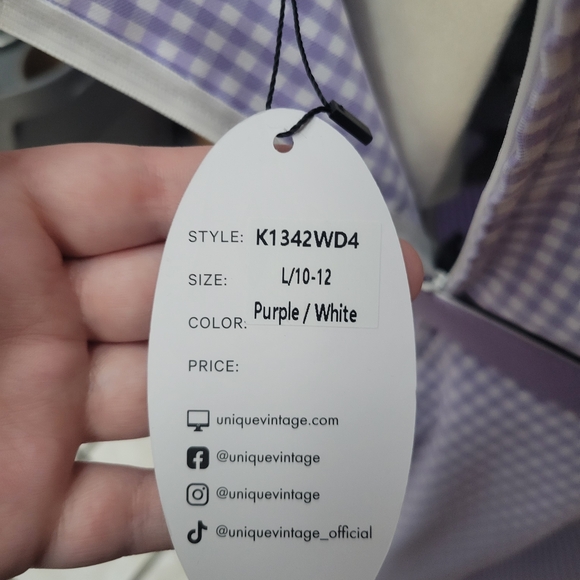 STYLE: K1342WD4
SIZE: L/10-12
COLOR: Purple / White
PRICE:
uniquevintage.com
@uniquevintage
@uniquevintage
@uniquevintage_official